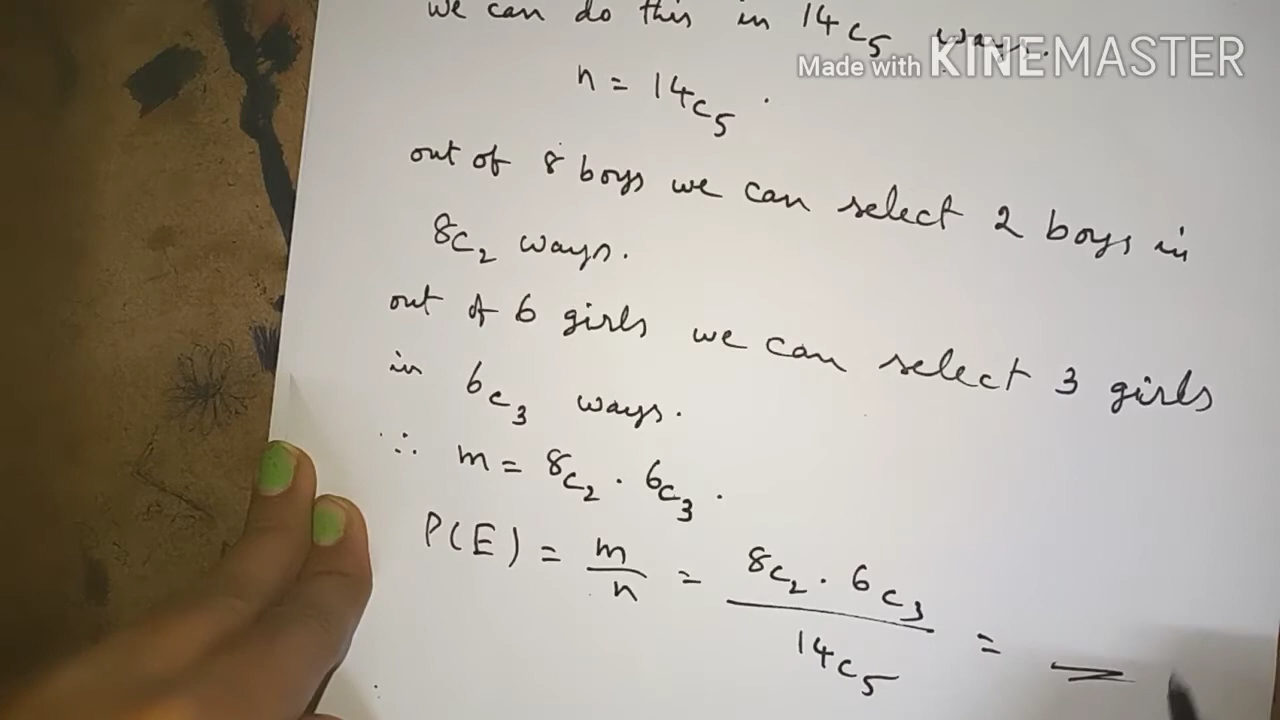 we can do this in 14c5 ways.
Made with KINEMASTER
n = 14c5.
out of 8 boys we can select 2 boys in
8c2 ways.
out of 6 girls we can select 3 girls
in 6c3 ways.
∴ m = 8c2 . 6c3.
P(E) = m/n = 8c2 . 6c3 / 14c5 =